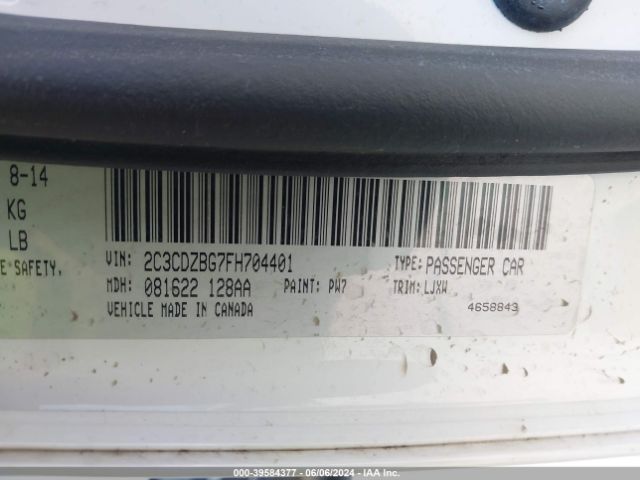 8-14
KG
LB
E SAFETY,
VIN: 2C3CDZBG7FH704401 TYPE: PASSENGER CAR
MDH: 081622 128AA PAINT: PW7 TRIM: LJXW
VEHICLE MADE IN CANADA 4658843
000-39584377 - 06/06/2024 - IAA Inc. Copyright